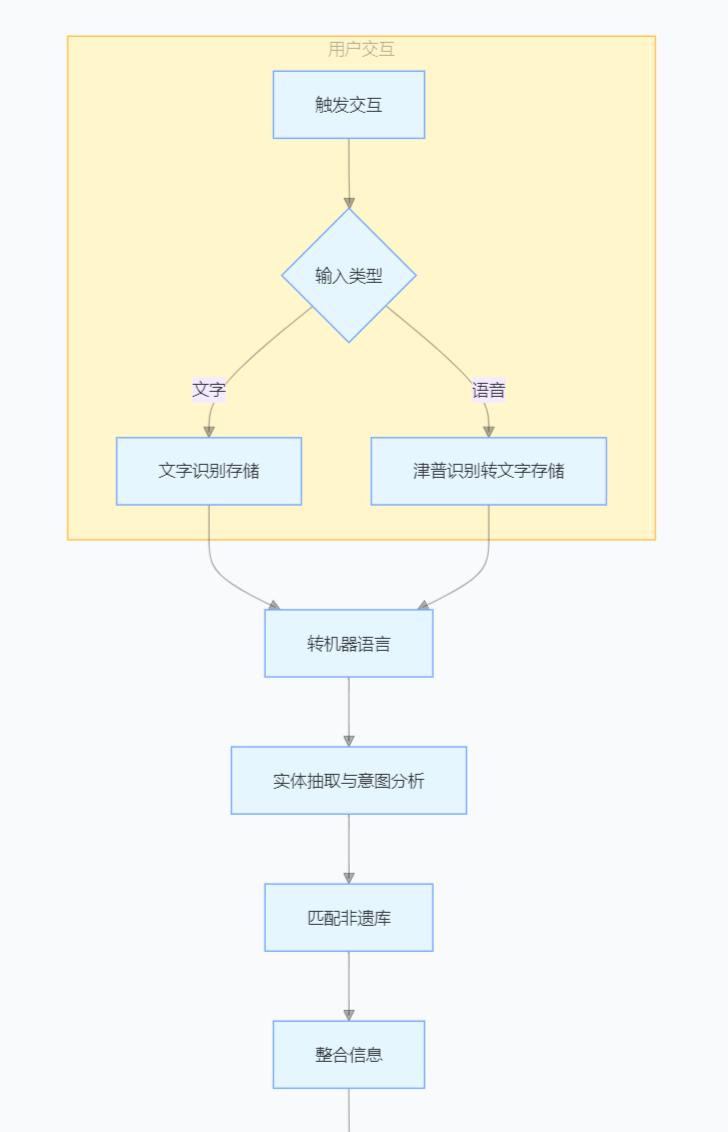 用户交互
触发交互
输入类型
文字
语音
文字识别存储
津普识别转文字存储
转机器语言
实体抽取与意图分析
匹配非遗库
整合信息